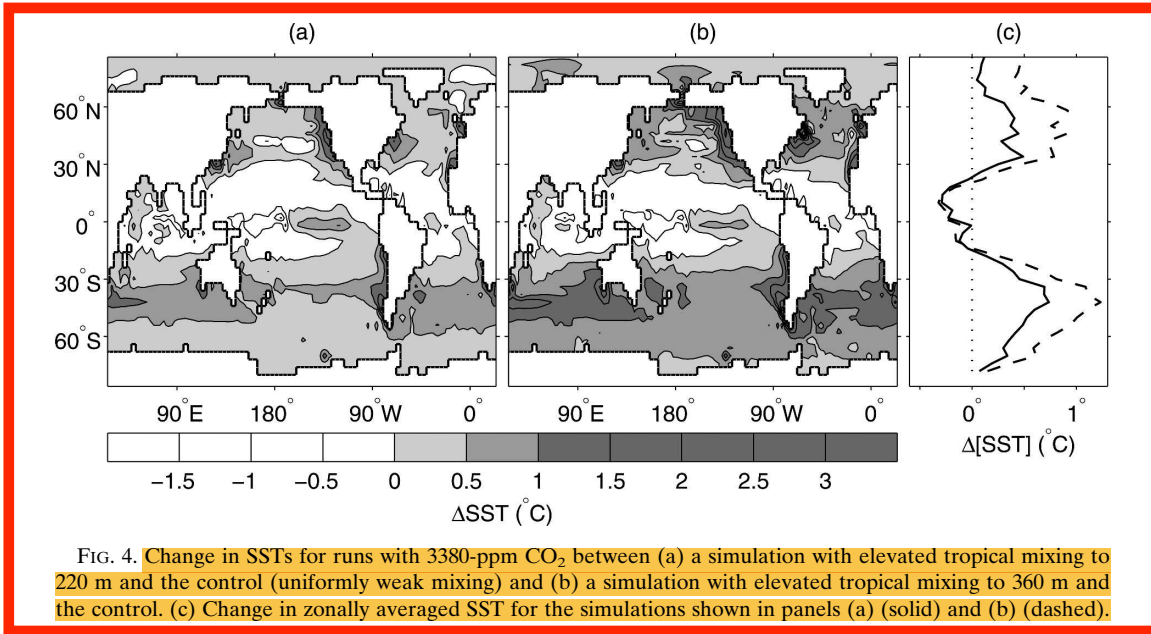 (a) (b) (c)
60° N
30° N
0°
30° S
60° S
90° E 180° 90° W 0° 90° E 180° 90° W 0° 0° 1°
Δ[SST] (°C)
−1.5 −1 −0.5 0 0.5 1 1.5 2 2.5 3
ΔSST (°C)
FIG. 4. Change in SSTs for runs with 3380-ppm CO₂ between (a) a simulation with elevated tropical mixing to
220 m and the control (uniformly weak mixing) and (b) a simulation with elevated tropical mixing to 360 m and
the control. (c) Change in zonally averaged SST for the simulations shown in panels (a) (solid) and (b) (dashed).